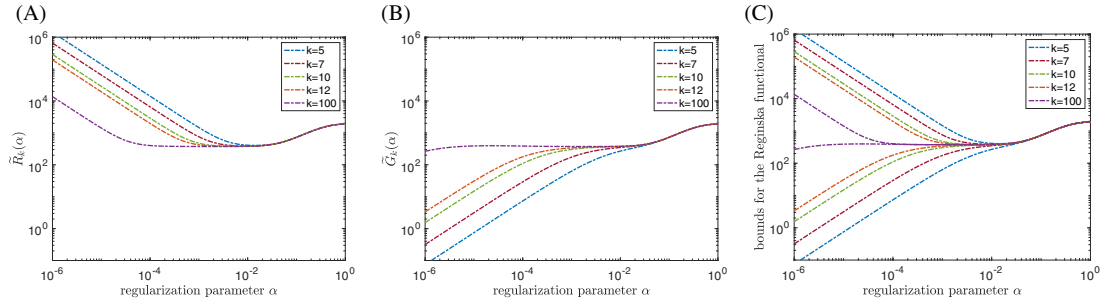 (A)
10^6
10^4
10^2
10^0
R̃_k(α)
k=5
k=7
k=10
k=12
k=100
10^-6
10^-4
10^-2
10^0
regularization parameter α
(B)
10^6
10^4
10^2
10^0
G̃_k(α)
k=5
k=7
k=10
k=12
k=100
10^-6
10^-4
10^-2
10^0
regularization parameter α
(C)
10^6
10^4
10^2
10^0
bounds for the Reginska functional
k=5
k=7
k=10
k=12
k=100
10^-6
10^-4
10^-2
10^0
regularization parameter α